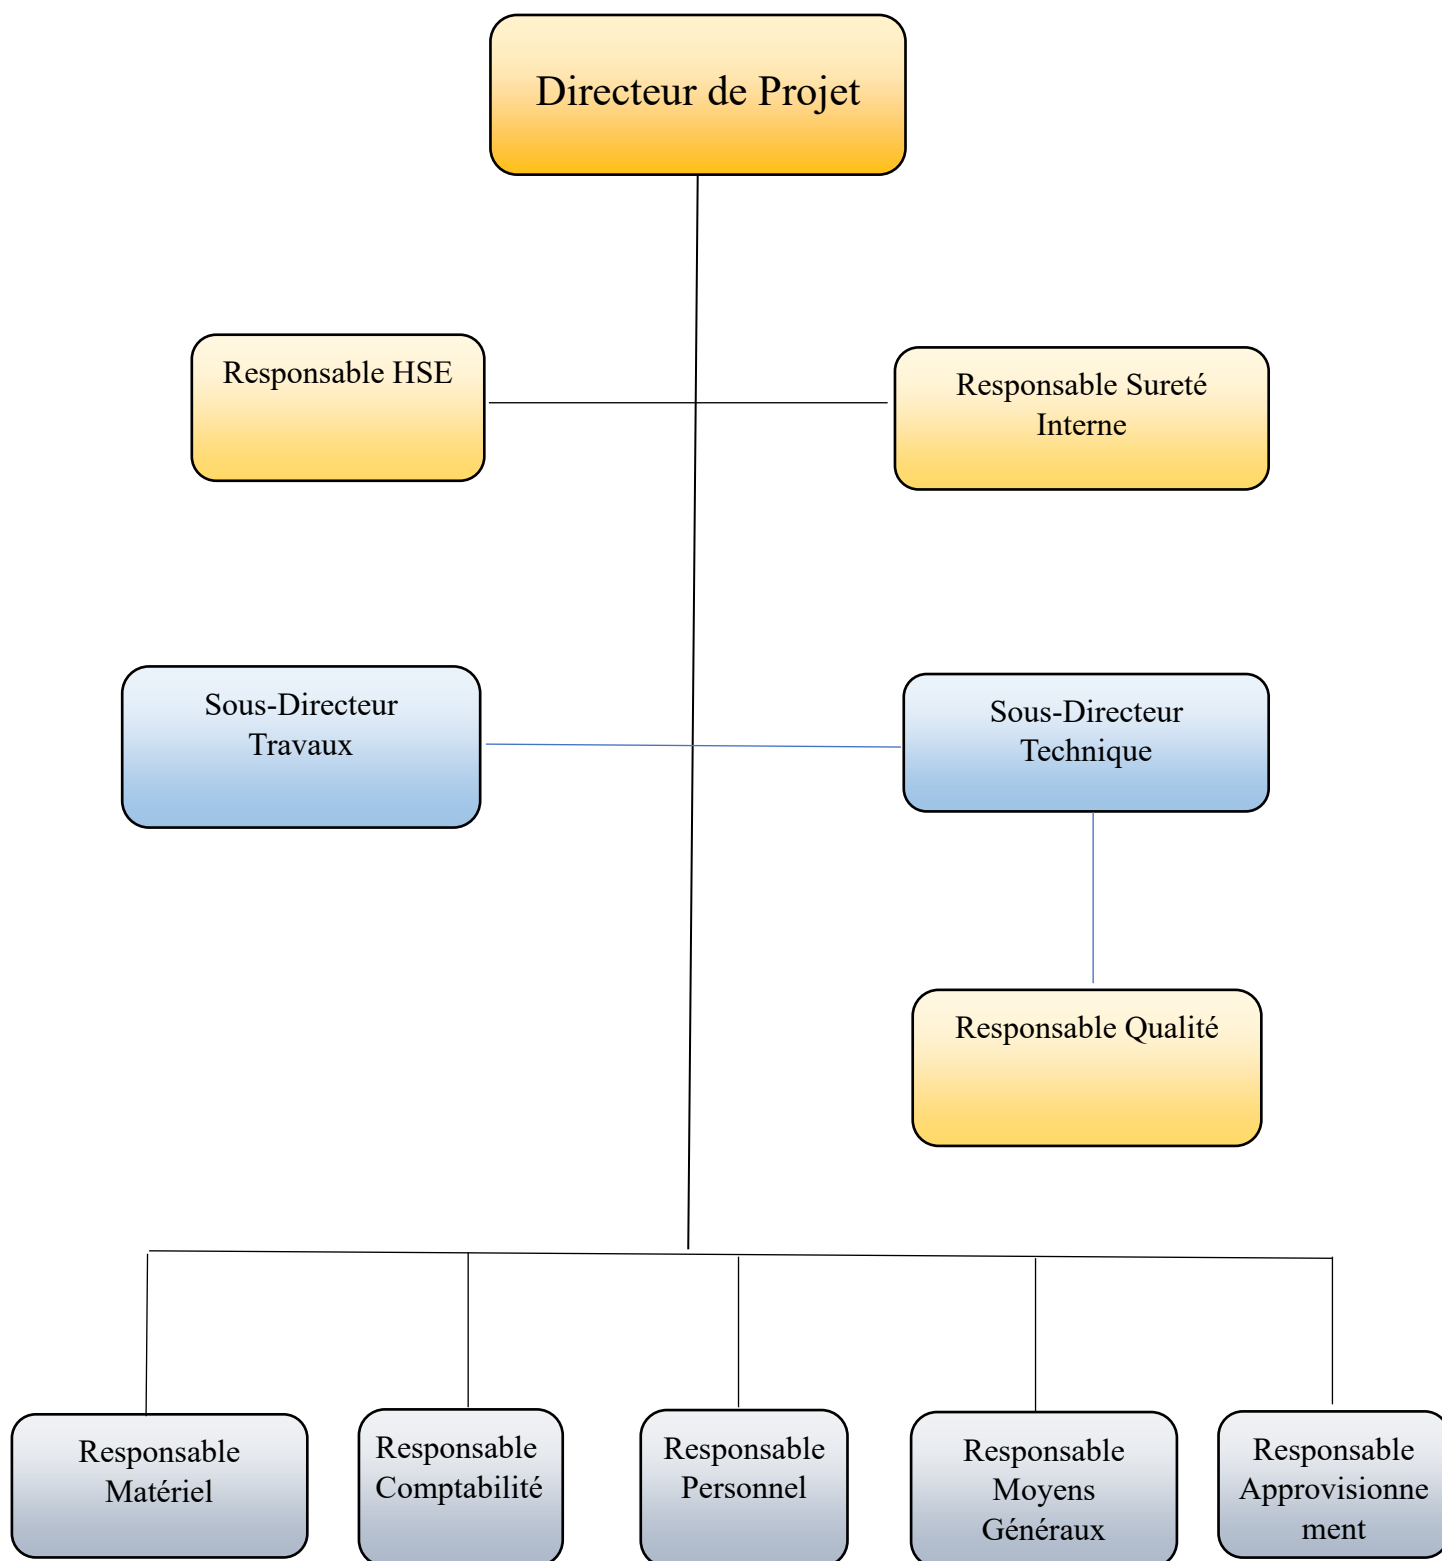 Directeur de Projet
Responsable HSE
Responsable Sureté
Interne
Sous-Directeur
Travaux
Sous-Directeur
Technique
Responsable Qualité
Responsable
Matériel
Responsable
Comptabilité
Responsable
Personnel
Responsable
Moyens
Généraux
Responsable
Approvisionne
ment